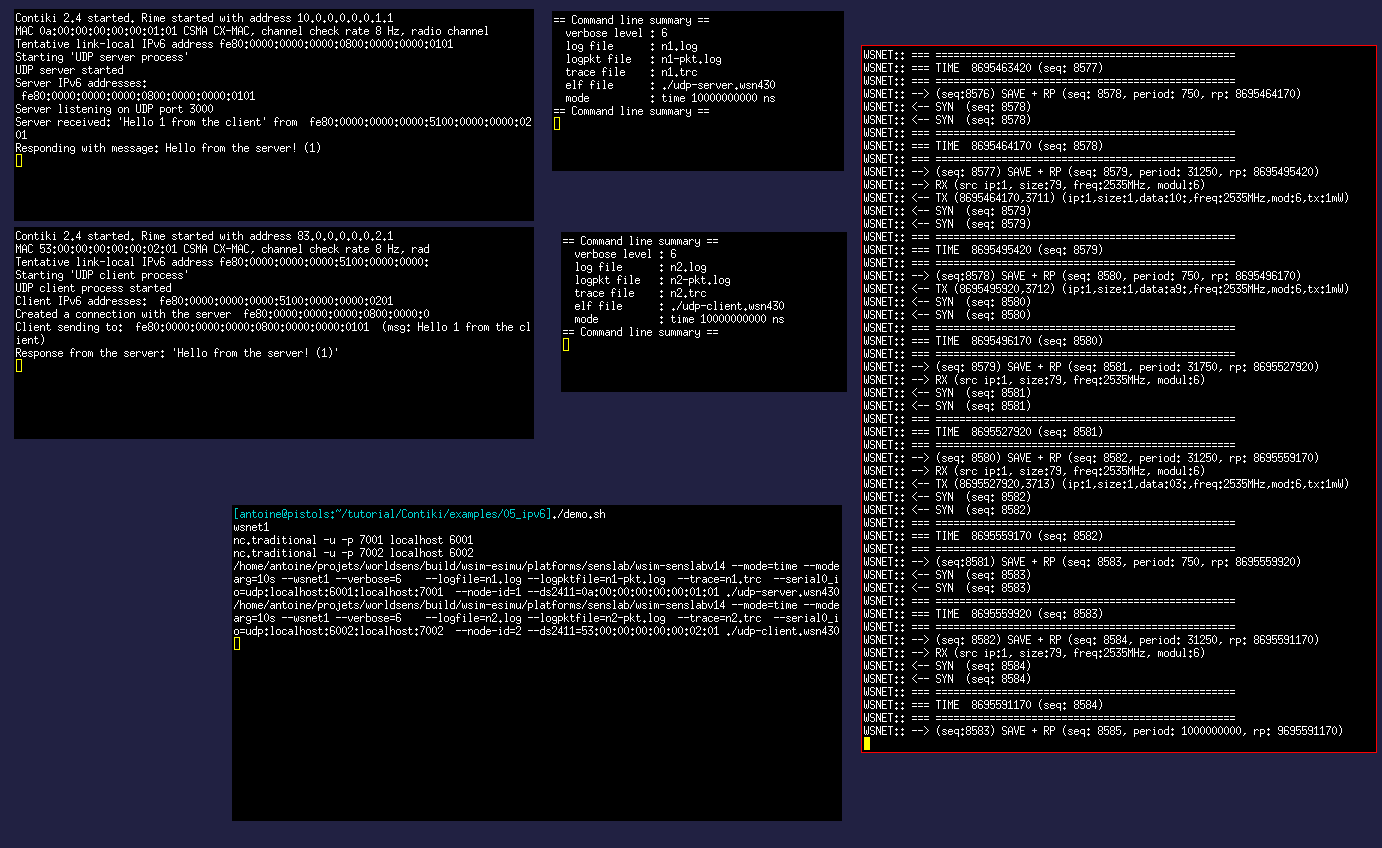 Contiki 2.4 started. Rime started with address 10.0.0.0.0.0.1.1
MAC 0a:00:00:00:00:00:01:01 CSMA CX-MAC, channel check rate 8 Hz, radio channel
Tentative link-local IPv6 address fe80:0000:0000:0000:0800:0000:0000:0101
Starting 'UDP server process'
UDP server started
Server IPv6 addresses:
 fe80:0000:0000:0000:0800:0000:0000:0101
Server listening on UDP port 3000
Server received: 'Hello 1 from the client' from  fe80:0000:0000:0000:5100:0000:0000:02
01
Responding with message: Hello from the server! (1)
Contiki 2.4 started. Rime started with address 83.0.0.0.0.0.2.1
MAC 53:00:00:00:00:00:02:01 CSMA CX-MAC, channel check rate 8 Hz, rad
Tentative link-local IPv6 address fe80:0000:0000:0000:5100:0000:0000:
Starting 'UDP client process'
UDP client process started
Client IPv6 addresses:  fe80:0000:0000:0000:5100:0000:0000:0201
Created a connection with the server  fe80:0000:0000:0000:0800:0000:0
Client sending to:  fe80:0000:0000:0000:0800:0000:0000:0101  (msg: Hello 1 from the cl
ient)
Response from the server: 'Hello from the server! (1)'
== Command line summary ==
  verbose level : 6
  log file      : n1.log
  logpkt file   : n1-pkt.log
  trace file    : n1.trc
  elf file      : ./udp-server.wsn430
  mode          : time 10000000000 ns
== Command line summary ==
== Command line summary ==
  verbose level : 6
  log file      : n2.log
  logpkt file   : n2-pkt.log
  trace file    : n2.trc
  elf file      : ./udp-client.wsn430
  mode          : time 10000000000 ns
== Command line summary ==
[antoine@pistols:~/tutorial/Contiki/examples/05_ipv6]./demo.sh
wsnet1
nc.traditional -u -p 7001 localhost 6001
nc.traditional -u -p 7002 localhost 6002
/home/antoine/projets/worldsens/build/wsim-esimu/platforms/senslab/wsim-senslabv14 --mode=time --mode
arg=10s --wsnet1 --verbose=6    --logfile=n1.log --logpktfile=n1-pkt.log  --trace=n1.trc  --serial0_i
o=udp:localhost:6001:localhost:7001  --node-id=1 --ds2411=0a:00:00:00:00:00:01:01 ./udp-server.wsn430
/home/antoine/projets/worldsens/build/wsim-esimu/platforms/senslab/wsim-senslabv14 --mode=time --mode
arg=10s --wsnet1 --verbose=6    --logfile=n2.log --logpktfile=n2-pkt.log  --trace=n2.trc  --serial0_i
o=udp:localhost:6002:localhost:7002  --node-id=2 --ds2411=53:00:00:00:00:00:02:01 ./udp-client.wsn430
WSNET:: === ================================================
WSNET:: === TIME  8695463420 (seq: 8577)
WSNET:: === ================================================
WSNET:: --> (seq:8576) SAVE + RP (seq: 8578, period: 750, rp: 8695464170)
WSNET:: <-- SYN  (seq: 8578)
WSNET:: <-- SYN  (seq: 8578)
WSNET:: === ================================================
WSNET:: === TIME  8695464170 (seq: 8578)
WSNET:: === ================================================
WSNET:: --> (seq: 8577) SAVE + RP (seq: 8579, period: 31250, rp: 8695495420)
WSNET:: --> RX (src ip:1, size:79, freq:2535MHz, modul:6)
WSNET:: <-- TX (8695464170,3711) (ip:1,size:1,data:10:,freq:2535MHz,mod:6,tx:1mW)
WSNET:: <-- SYN  (seq: 8579)
WSNET:: <-- SYN  (seq: 8579)
WSNET:: === ================================================
WSNET:: === TIME  8695495420 (seq: 8579)
WSNET:: === ================================================
WSNET:: --> (seq:8578) SAVE + RP (seq: 8580, period: 750, rp: 8695496170)
WSNET:: <-- TX (8695495920,3712) (ip:1,size:1,data:a9:,freq:2535MHz,mod:6,tx:1mW)
WSNET:: <-- SYN  (seq: 8580)
WSNET:: <-- SYN  (seq: 8580)
WSNET:: === ================================================
WSNET:: === TIME  8695496170 (seq: 8580)
WSNET:: === ================================================
WSNET:: --> (seq: 8579) SAVE + RP (seq: 8581, period: 31750, rp: 8695527920)
WSNET:: --> RX (src ip:1, size:79, freq:2535MHz, modul:6)
WSNET:: <-- SYN  (seq: 8581)
WSNET:: <-- SYN  (seq: 8581)
WSNET:: === ================================================
WSNET:: === TIME  8695527920 (seq: 8581)
WSNET:: === ================================================
WSNET:: --> (seq: 8580) SAVE + RP (seq: 8582, period: 31250, rp: 8695559170)
WSNET:: --> RX (src ip:1, size:79, freq:2535MHz, modul:6)
WSNET:: <-- TX (8695527920,3713) (ip:1,size:1,data:03:,freq:2535MHz,mod:6,tx:1mW)
WSNET:: <-- SYN  (seq: 8582)
WSNET:: <-- SYN  (seq: 8582)
WSNET:: === ================================================
WSNET:: === TIME  8695559170 (seq: 8582)
WSNET:: === ================================================
WSNET:: --> (seq:8581) SAVE + RP (seq: 8583, period: 750, rp: 8695559920)
WSNET:: <-- SYN  (seq: 8583)
WSNET:: <-- SYN  (seq: 8583)
WSNET:: === ================================================
WSNET:: === TIME  8695559920 (seq: 8583)
WSNET:: === ================================================
WSNET:: --> (seq: 8582) SAVE + RP (seq: 8584, period: 31250, rp: 8695591170)
WSNET:: --> RX (src ip:1, size:79, freq:2535MHz, modul:6)
WSNET:: <-- SYN  (seq: 8584)
WSNET:: <-- SYN  (seq: 8584)
WSNET:: === ================================================
WSNET:: === TIME  8695591170 (seq: 8584)
WSNET:: === ================================================
WSNET:: --> (seq:8583) SAVE + RP (seq: 8585, period: 1000000000, rp: 9695591170)